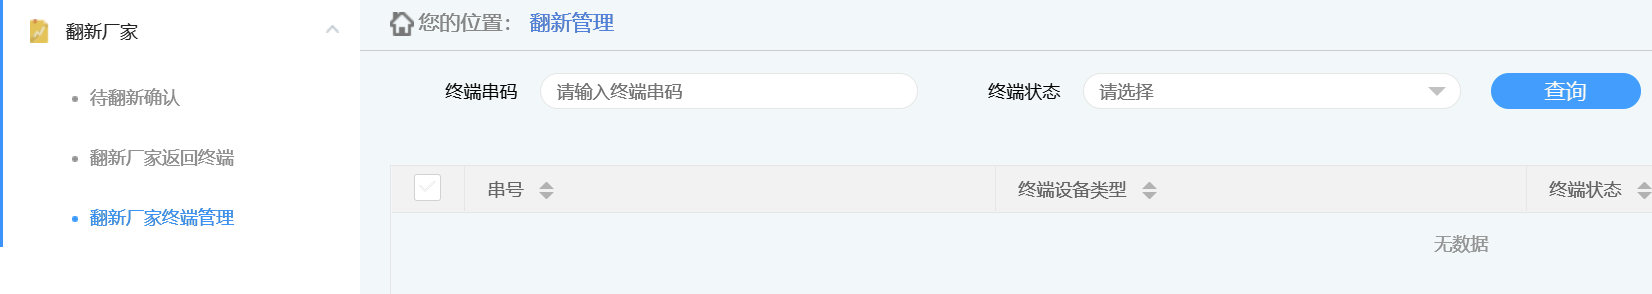 翻新厂家
待翻新确认
翻新厂家返回终端
翻新厂家终端管理
您的位置： 翻新管理
终端串码 请输入终端串码 终端状态 请选择 查询
串号 终端设备类型 终端状态
无数据